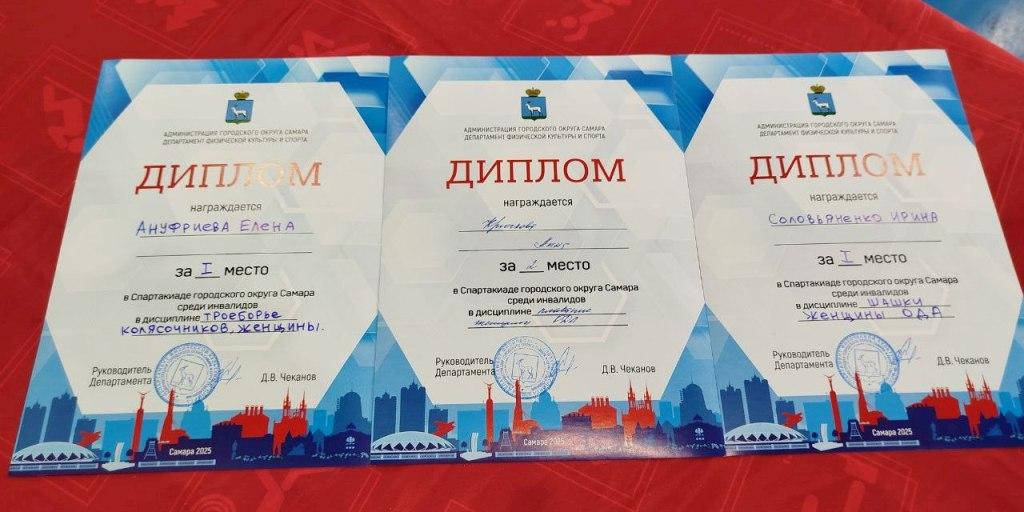 АДМИНИСТРАЦИЯ ГОРОДСКОГО ОКРУГА САМАРА
ДЕПАРТАМЕНТ ФИЗИЧЕСКОЙ КУЛЬТУРЫ И СПОРТА
ДИПЛОМ
награждается
Ануфриева Елена
за I место
в Спартакиаде городского округа Самара
среди инвалидов
в дисциплине троеборье
колясочников, женщины.
Руководитель
Департамента
Д.В. Чеканов
Самара 2025
АДМИНИСТРАЦИЯ ГОРОДСКОГО ОКРУГА САМАРА
ДЕПАРТАМЕНТ ФИЗИЧЕСКОЙ КУЛЬТУРЫ И СПОРТА
ДИПЛОМ
награждается
за 2 место
в Спартакиаде городского округа Самара
среди инвалидов
в дисциплине плавание
женщины ОДА
Руководитель
Департамента
Д.В. Чеканов
Самара 2025
АДМИНИСТРАЦИЯ ГОРОДСКОГО ОКРУГА САМАРА
ДЕПАРТАМЕНТ ФИЗИЧЕСКОЙ КУЛЬТУРЫ И СПОРТА
ДИПЛОМ
награждается
Соловьяненко Ирина
за I место
в Спартакиаде городского округа Самара
среди инвалидов
в дисциплине шашки
женщины ОДА
Руководитель
Департамента
Д.В. Чеканов
Самара 2025